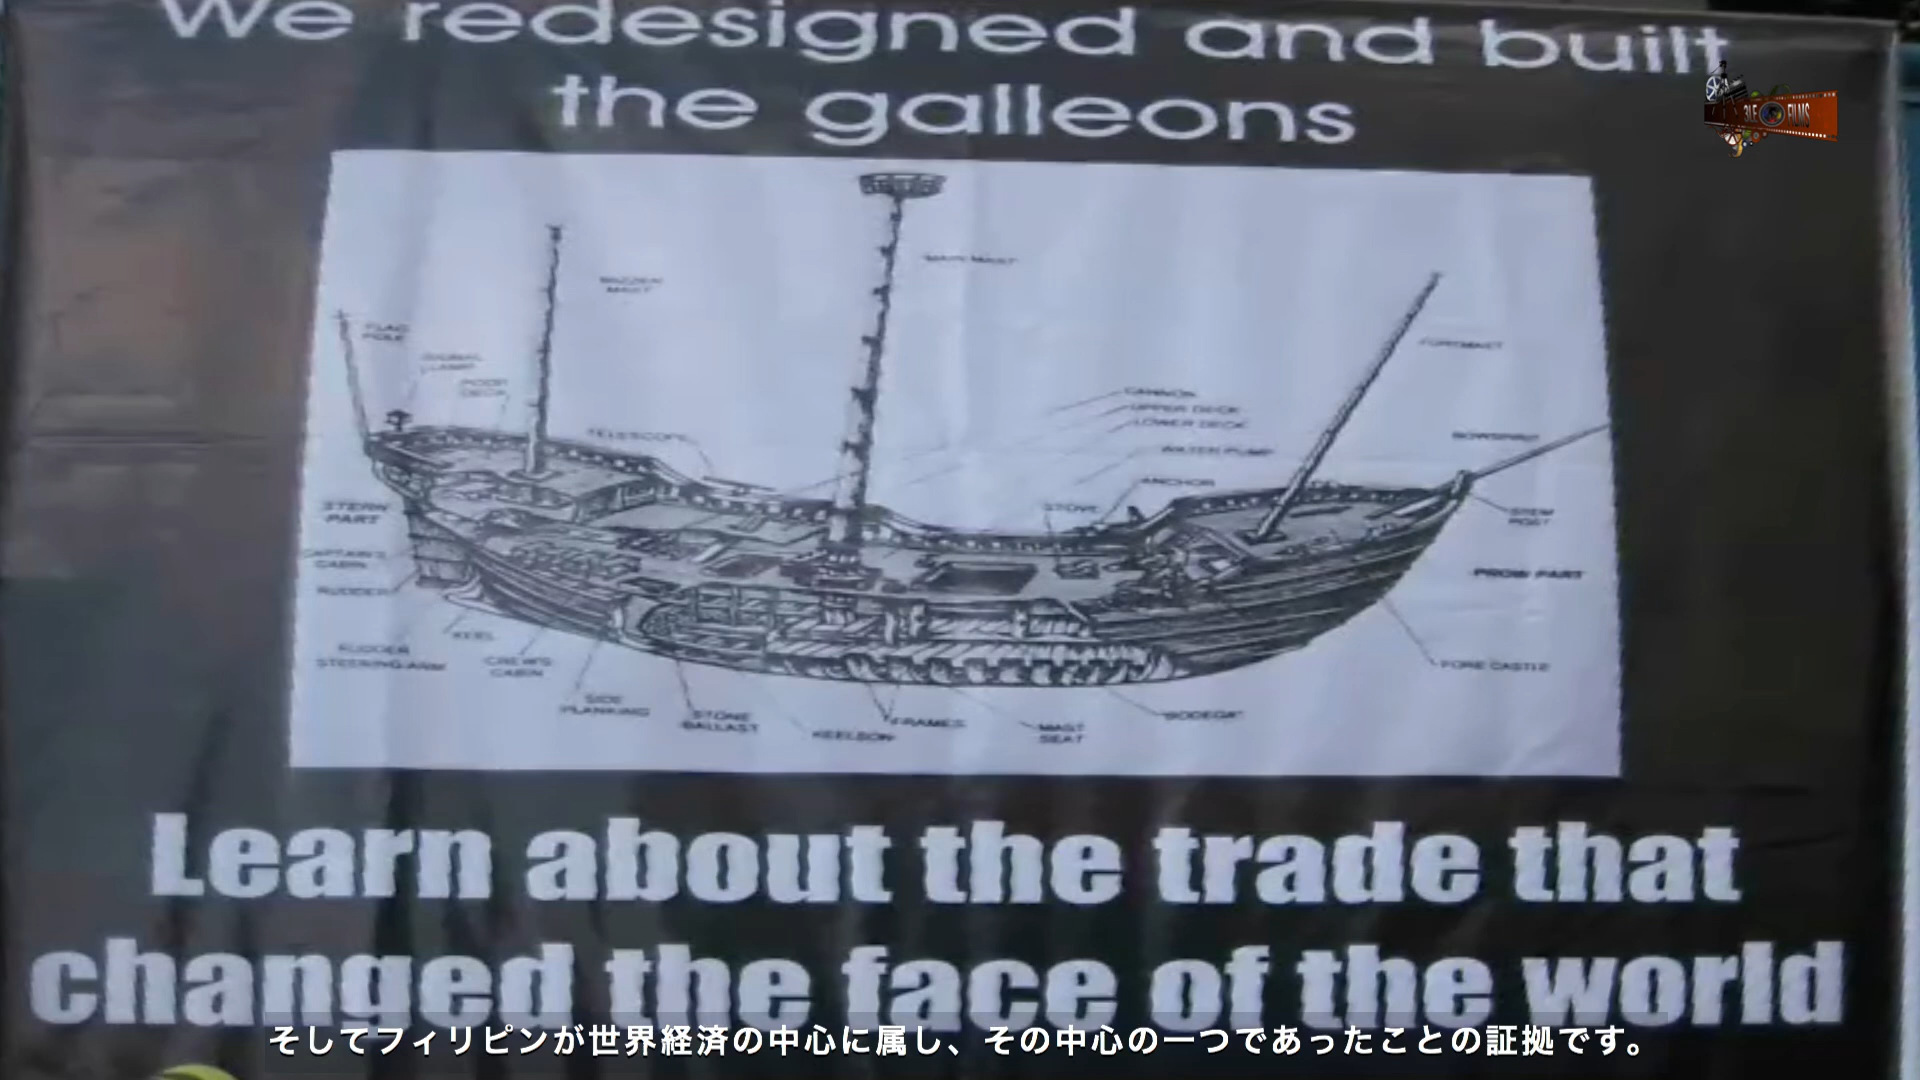 We redesigned and built
the galleons
3LE FILMS
MAIN MAST
MIZZEN
MAST
FLAG
POLE
SIGNAL
LAMP
POOP
DECK
FOREMAST
CANNON
UPPER DECK
LOWER DECK
TELESCOPE
BOWSPRIT
WATER PUMP
ANCHOR
STOVE
STERN
PART
STEM
POST
CAPTAIN'S
CABIN
PROW PART
RUDDER
KEEL
RUDDER
STEERING ARM
CREW'S
CABIN
FORE CASTLE
SIDE
PLANKING
STONE
BALLAST
KEELSON
FRAMES
MAST
SEAT
"BODEGA"
Learn about the trade that
changed the face of the world
そしてフィリピンが世界経済の中心に属し、その中心の一つであったことの証拠です。